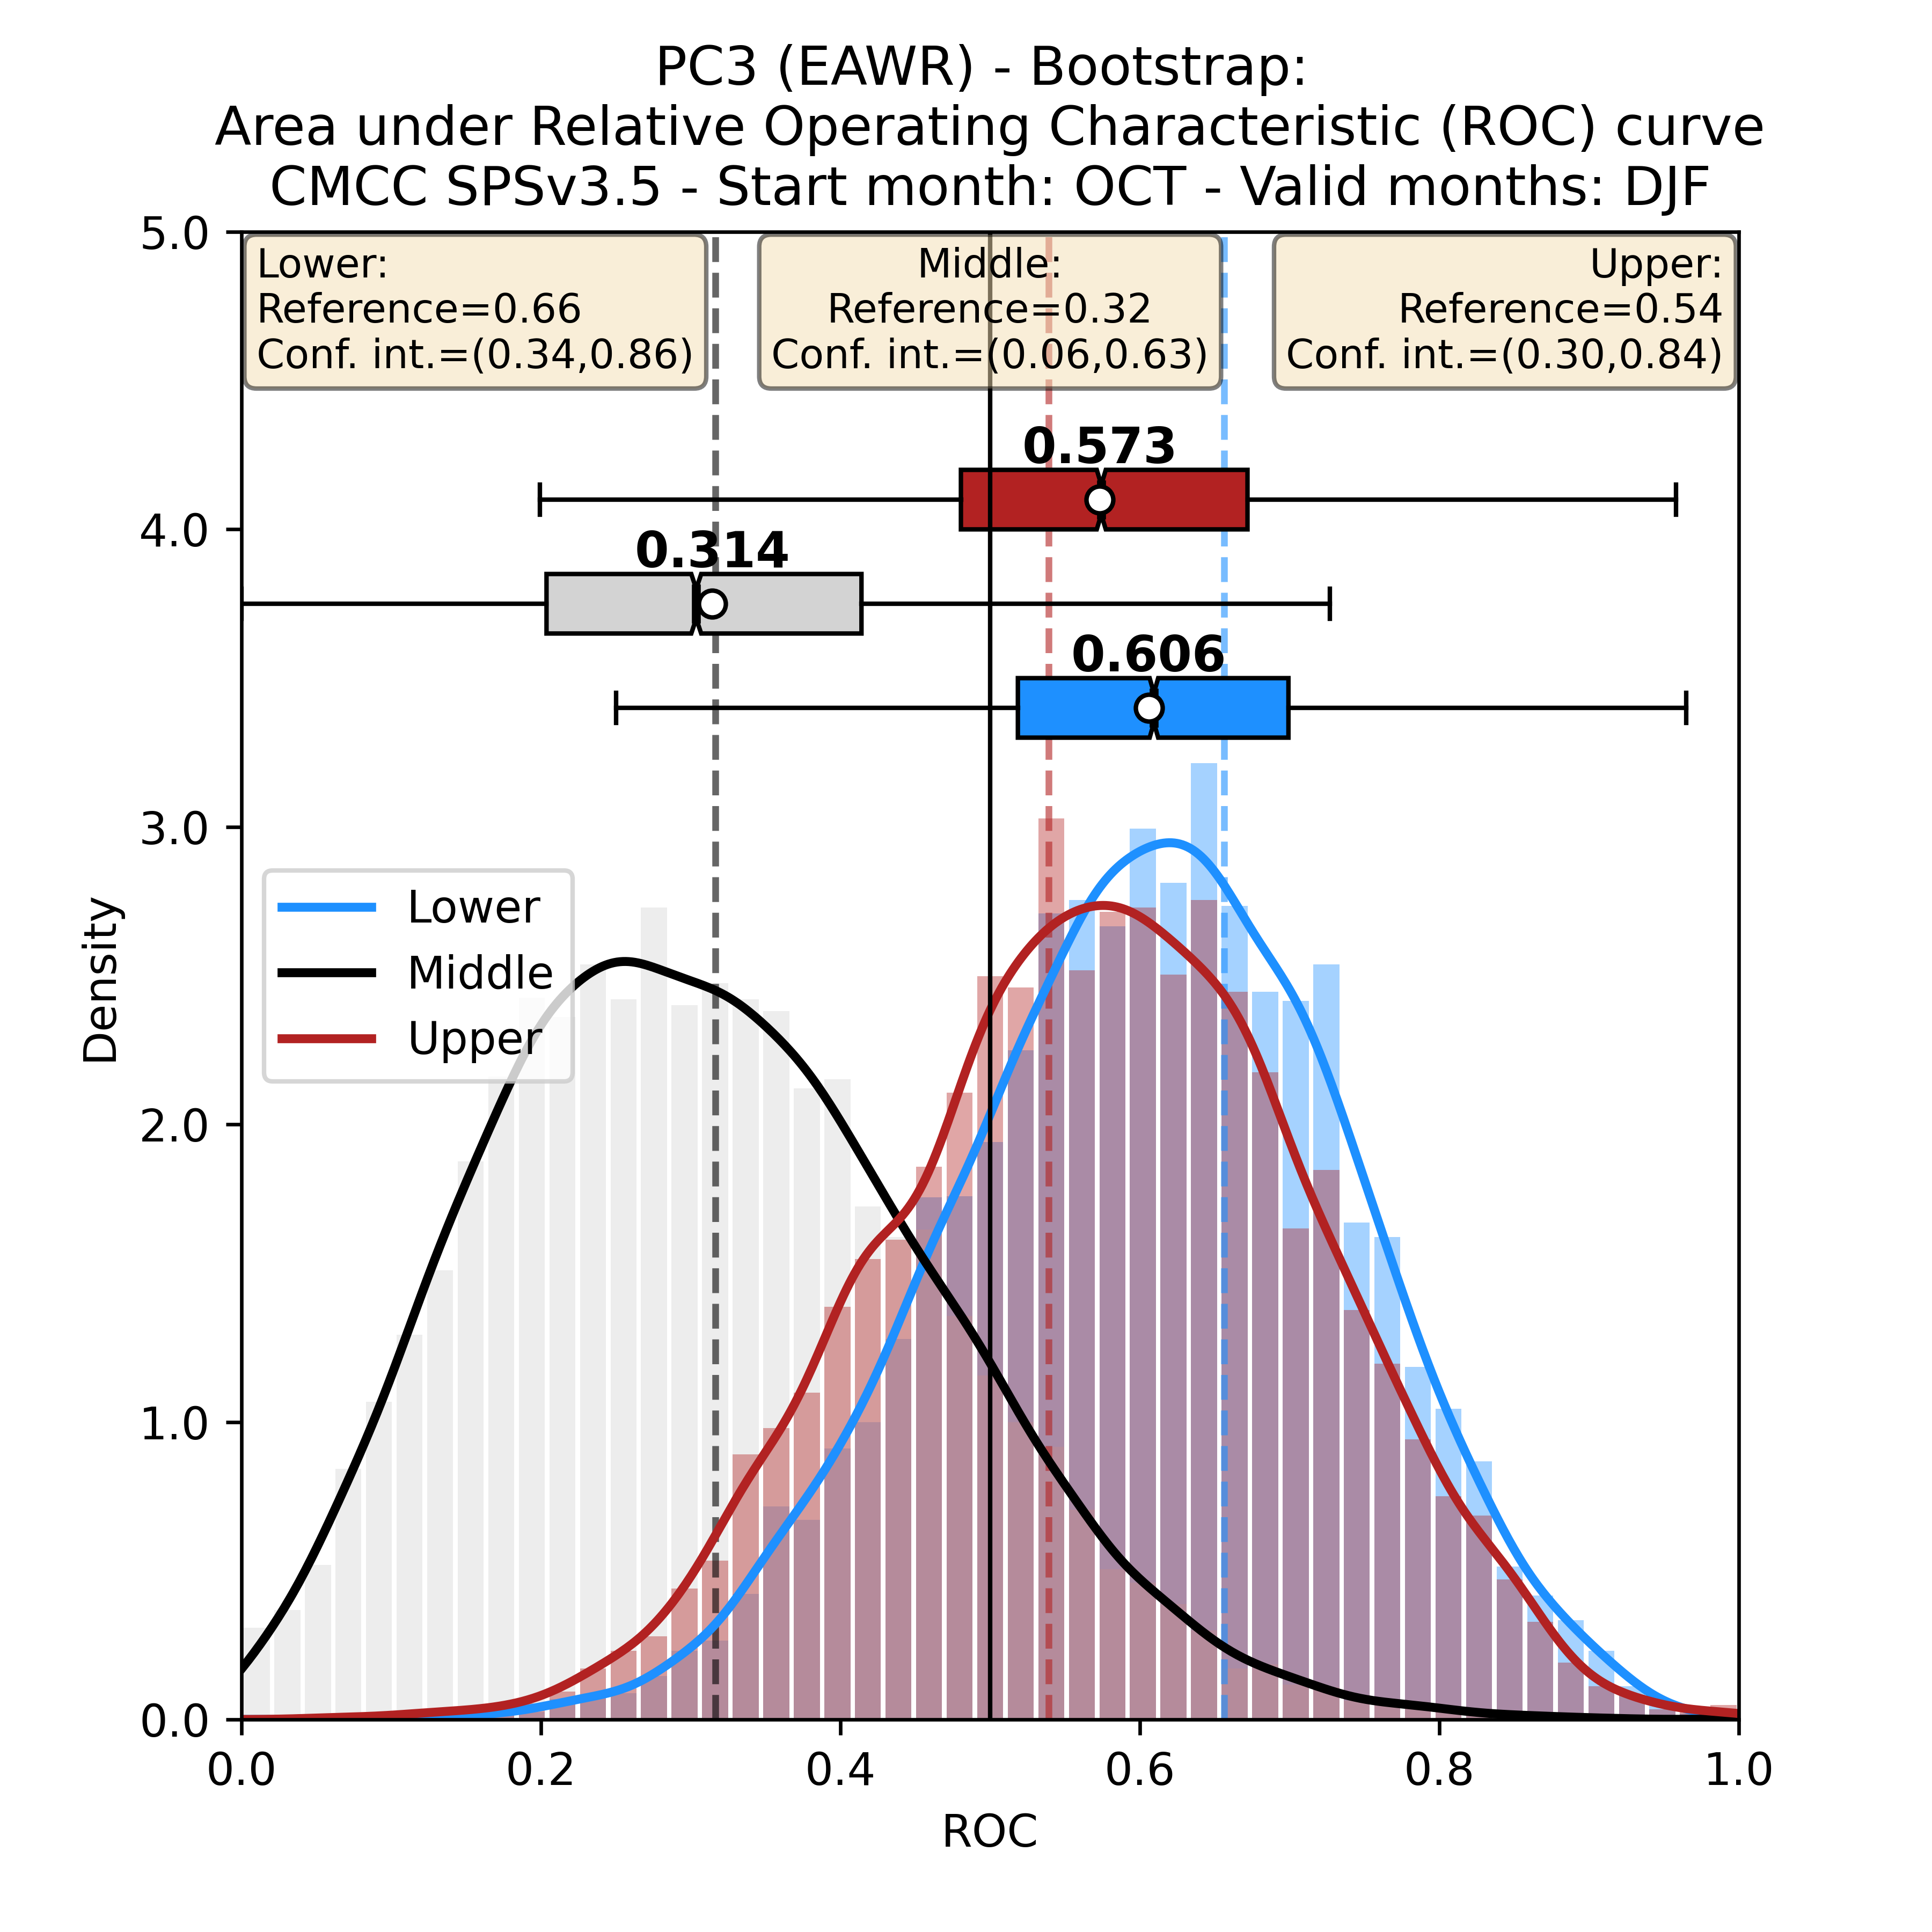 PC3 (EAWR) - Bootstrap:
Area under Relative Operating Characteristic (ROC) curve
CMCC SPSv3.5 - Start month: OCT - Valid months: DJF
Lower:
Reference=0.66
Conf. int.=(0.34,0.86)
Middle:
Reference=0.32
Conf. int.=(0.06,0.63)
Upper:
Reference=0.54
Conf. int.=(0.30,0.84)
0.573
0.314
0.606
Lower
Middle
Upper
Density
5.0
4.0
3.0
2.0
1.0
0.0
0.0
0.2
0.4
0.6
0.8
1.0
ROC